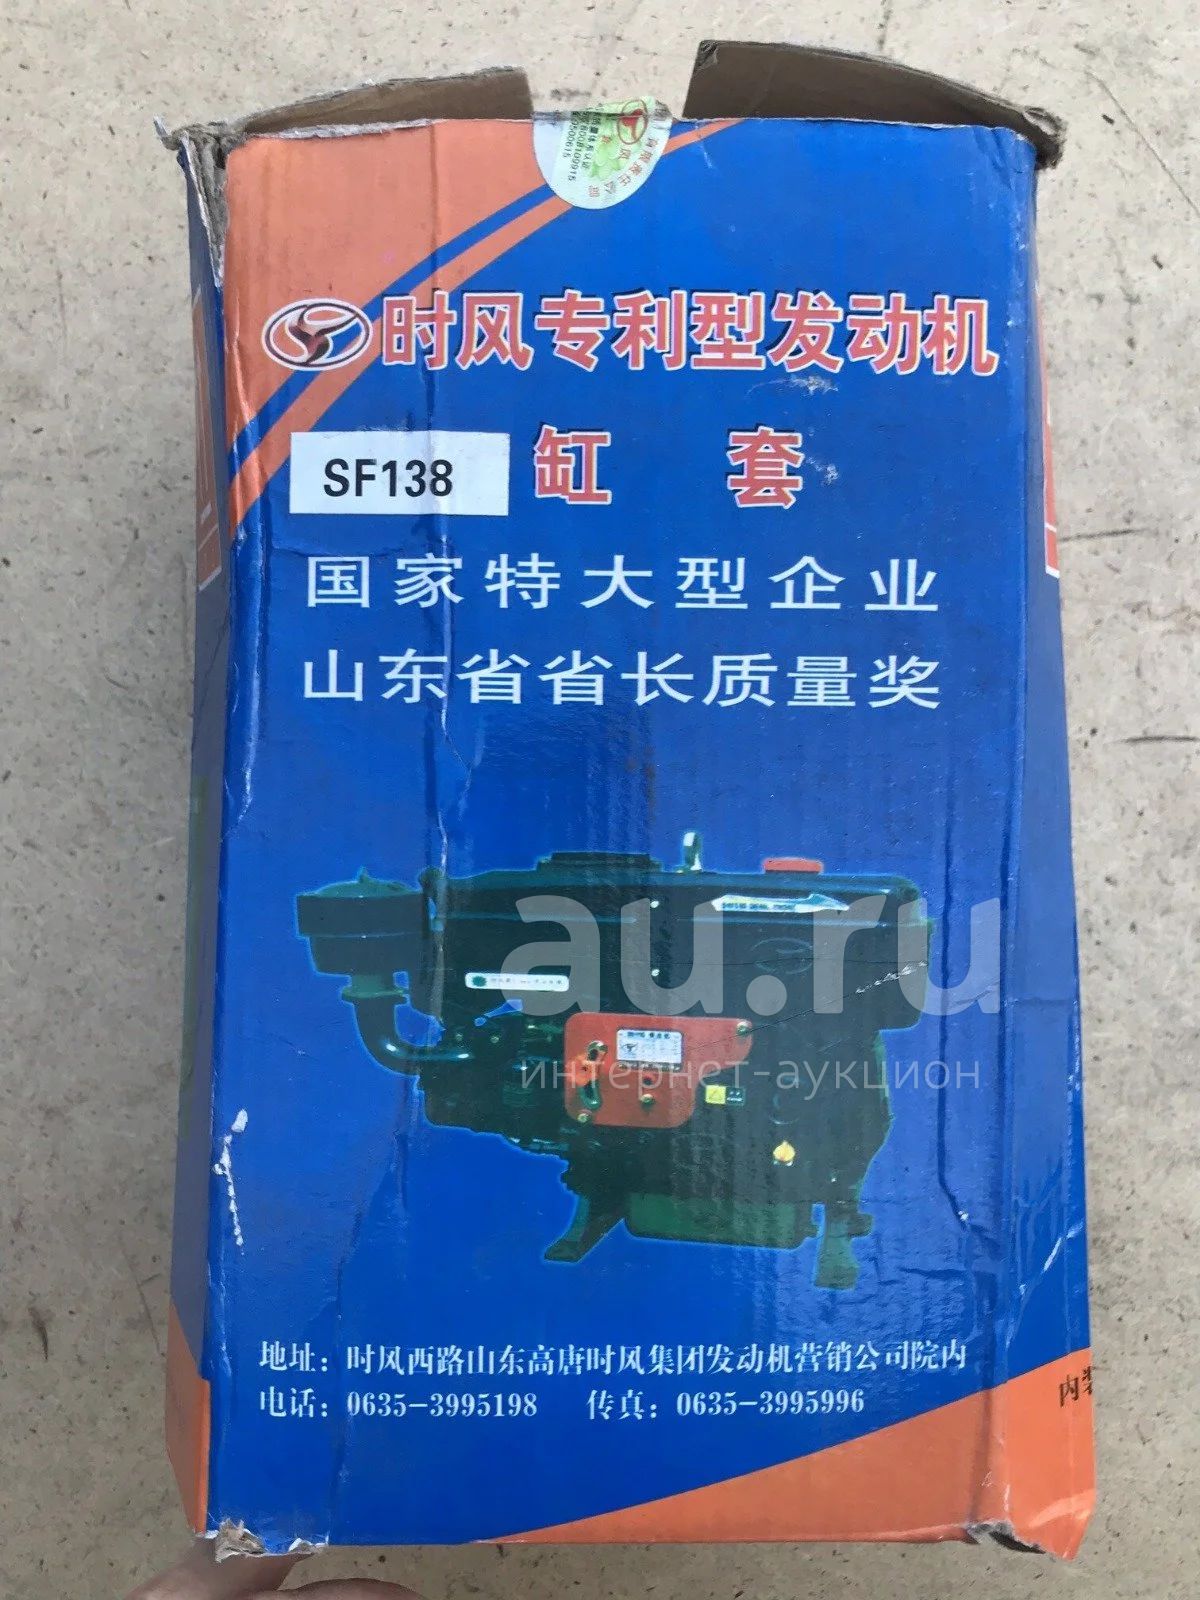 时风专利型发动机
SF138
缸套
国家特大型企业
山东省省长质量奖
au.ru
интернет-аукцион
地址：时风西路山东高唐时风集团发动机营销公司院内
电话：0635-3995198 传真：0635-3995996
内装